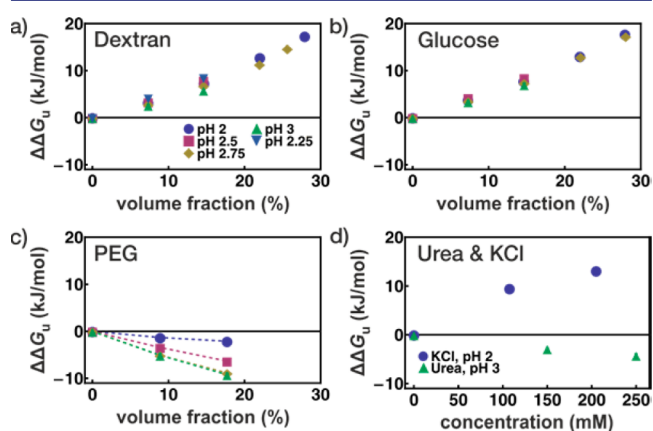 a)
Dextran
20
10
0
−10
ΔΔGu (kJ/mol)
pH 2
pH 3
pH 2.5
pH 2.25
pH 2.75
0
10
20
30
volume fraction (%)
b)
Glucose
20
10
0
−10
ΔΔGu (kJ/mol)
0
10
20
30
volume fraction (%)
c)
PEG
20
10
0
−10
ΔΔGu (kJ/mol)
0
10
20
30
volume fraction (%)
d)
Urea & KCl
20
10
0
−10
ΔΔGu (kJ/mol)
KCl, pH 2
Urea, pH 3
0
50
100
150
200
250
concentration (mM)